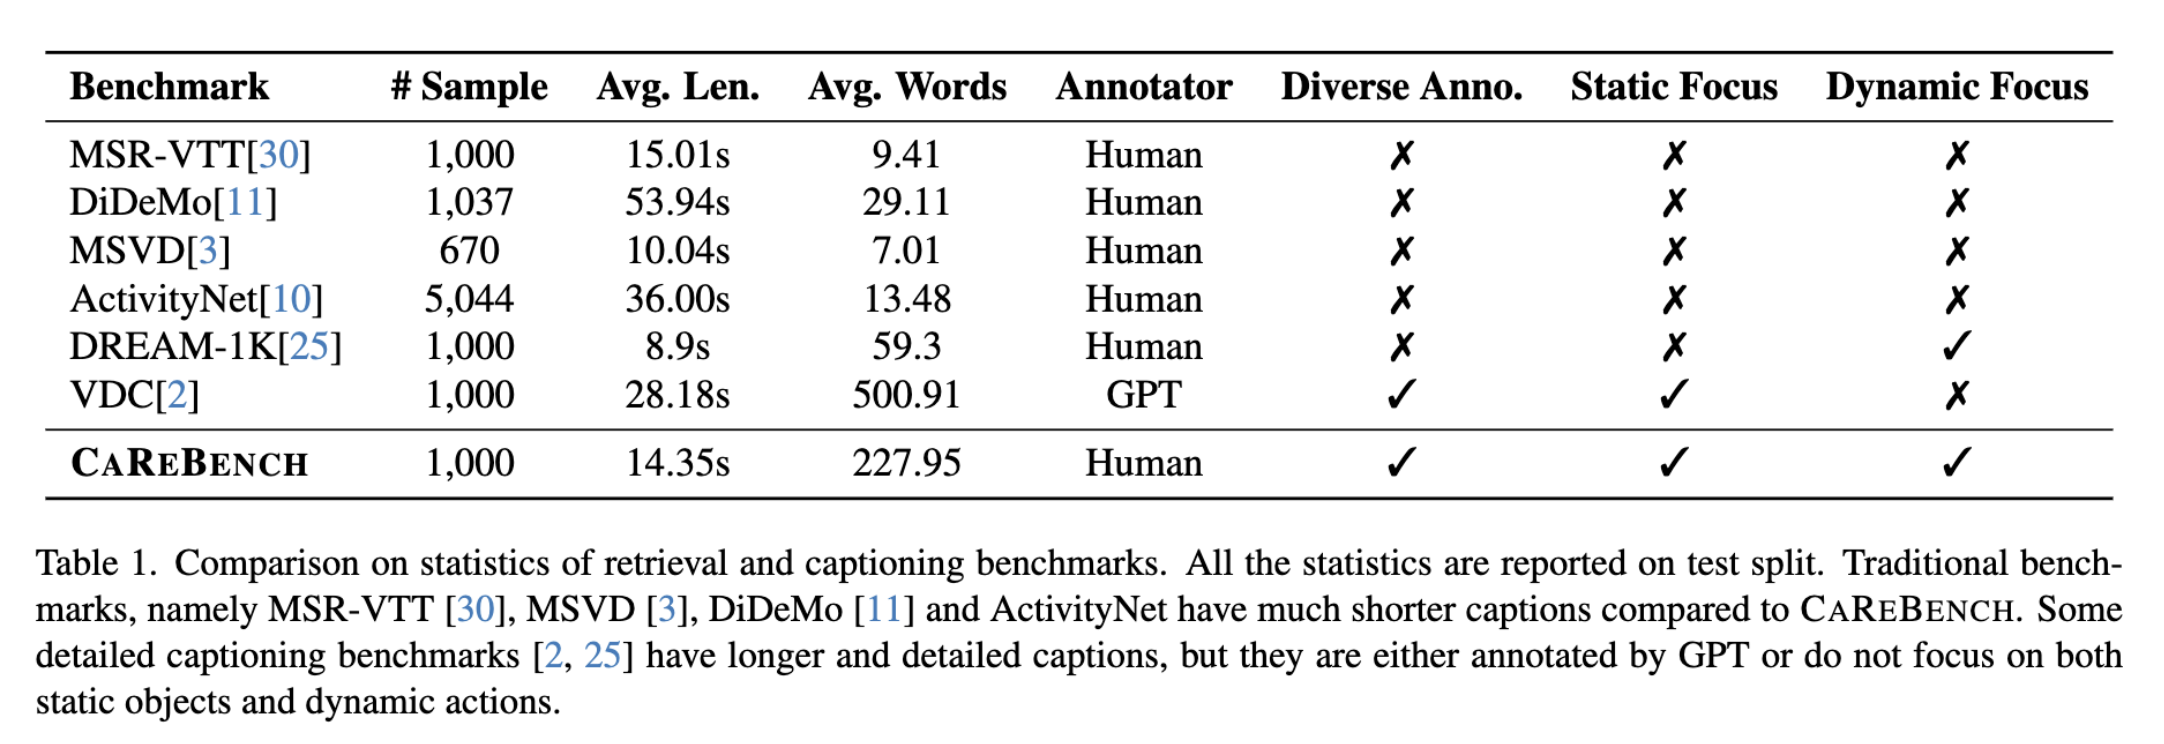 Benchmark # Sample Avg. Len. Avg. Words Annotator Diverse Anno. Static Focus Dynamic Focus
MSR-VTT[30] 1,000 15.01s 9.41 Human ✗ ✗ ✗
DiDeMo[11] 1,037 53.94s 29.11 Human ✗ ✗ ✗
MSVD[3] 670 10.04s 7.01 Human ✗ ✗ ✗
ActivityNet[10] 5,044 36.00s 13.48 Human ✗ ✗ ✗
DREAM-1K[25] 1,000 8.9s 59.3 Human ✗ ✗ ✓
VDC[2] 1,000 28.18s 500.91 GPT ✓ ✓ ✗
CAREBENCH 1,000 14.35s 227.95 Human ✓ ✓ ✓
Table 1. Comparison on statistics of retrieval and captioning benchmarks. All the statistics are reported on test split. Traditional bench-
marks, namely MSR-VTT [30], MSVD [3], DiDeMo [11] and ActivityNet have much shorter captions compared to CAREBENCH. Some
detailed captioning benchmarks [2, 25] have longer and detailed captions, but they are either annotated by GPT or do not focus on both
static objects and dynamic actions.